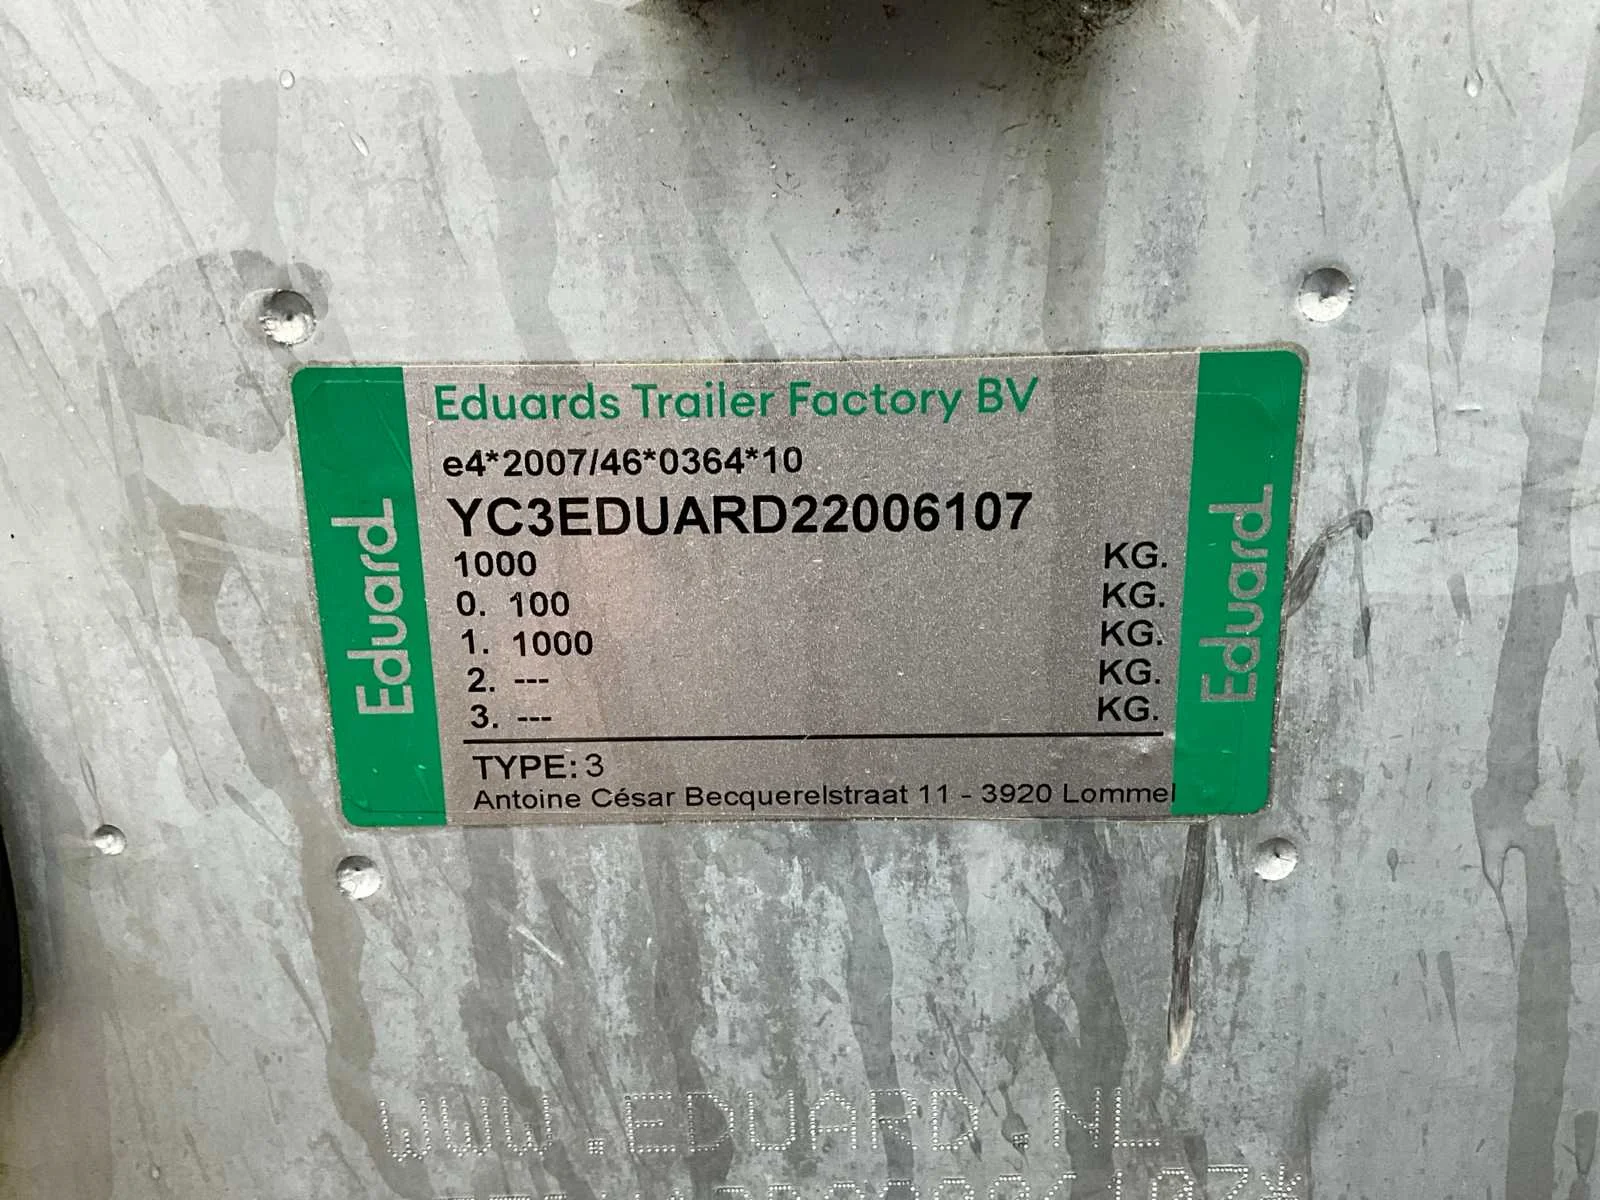 Eduards Trailer Factory BV
e4*2007/46*0364*10
YC3EDUARD22006107
1000 KG.
0. 100 KG.
1. 1000 KG.
2. --- KG.
3. --- KG.
TYPE: 3
Antoine César Becquerelstraat 11 - 3920 Lommel
Eduard
Eduard
WWW.EDUARD.NL